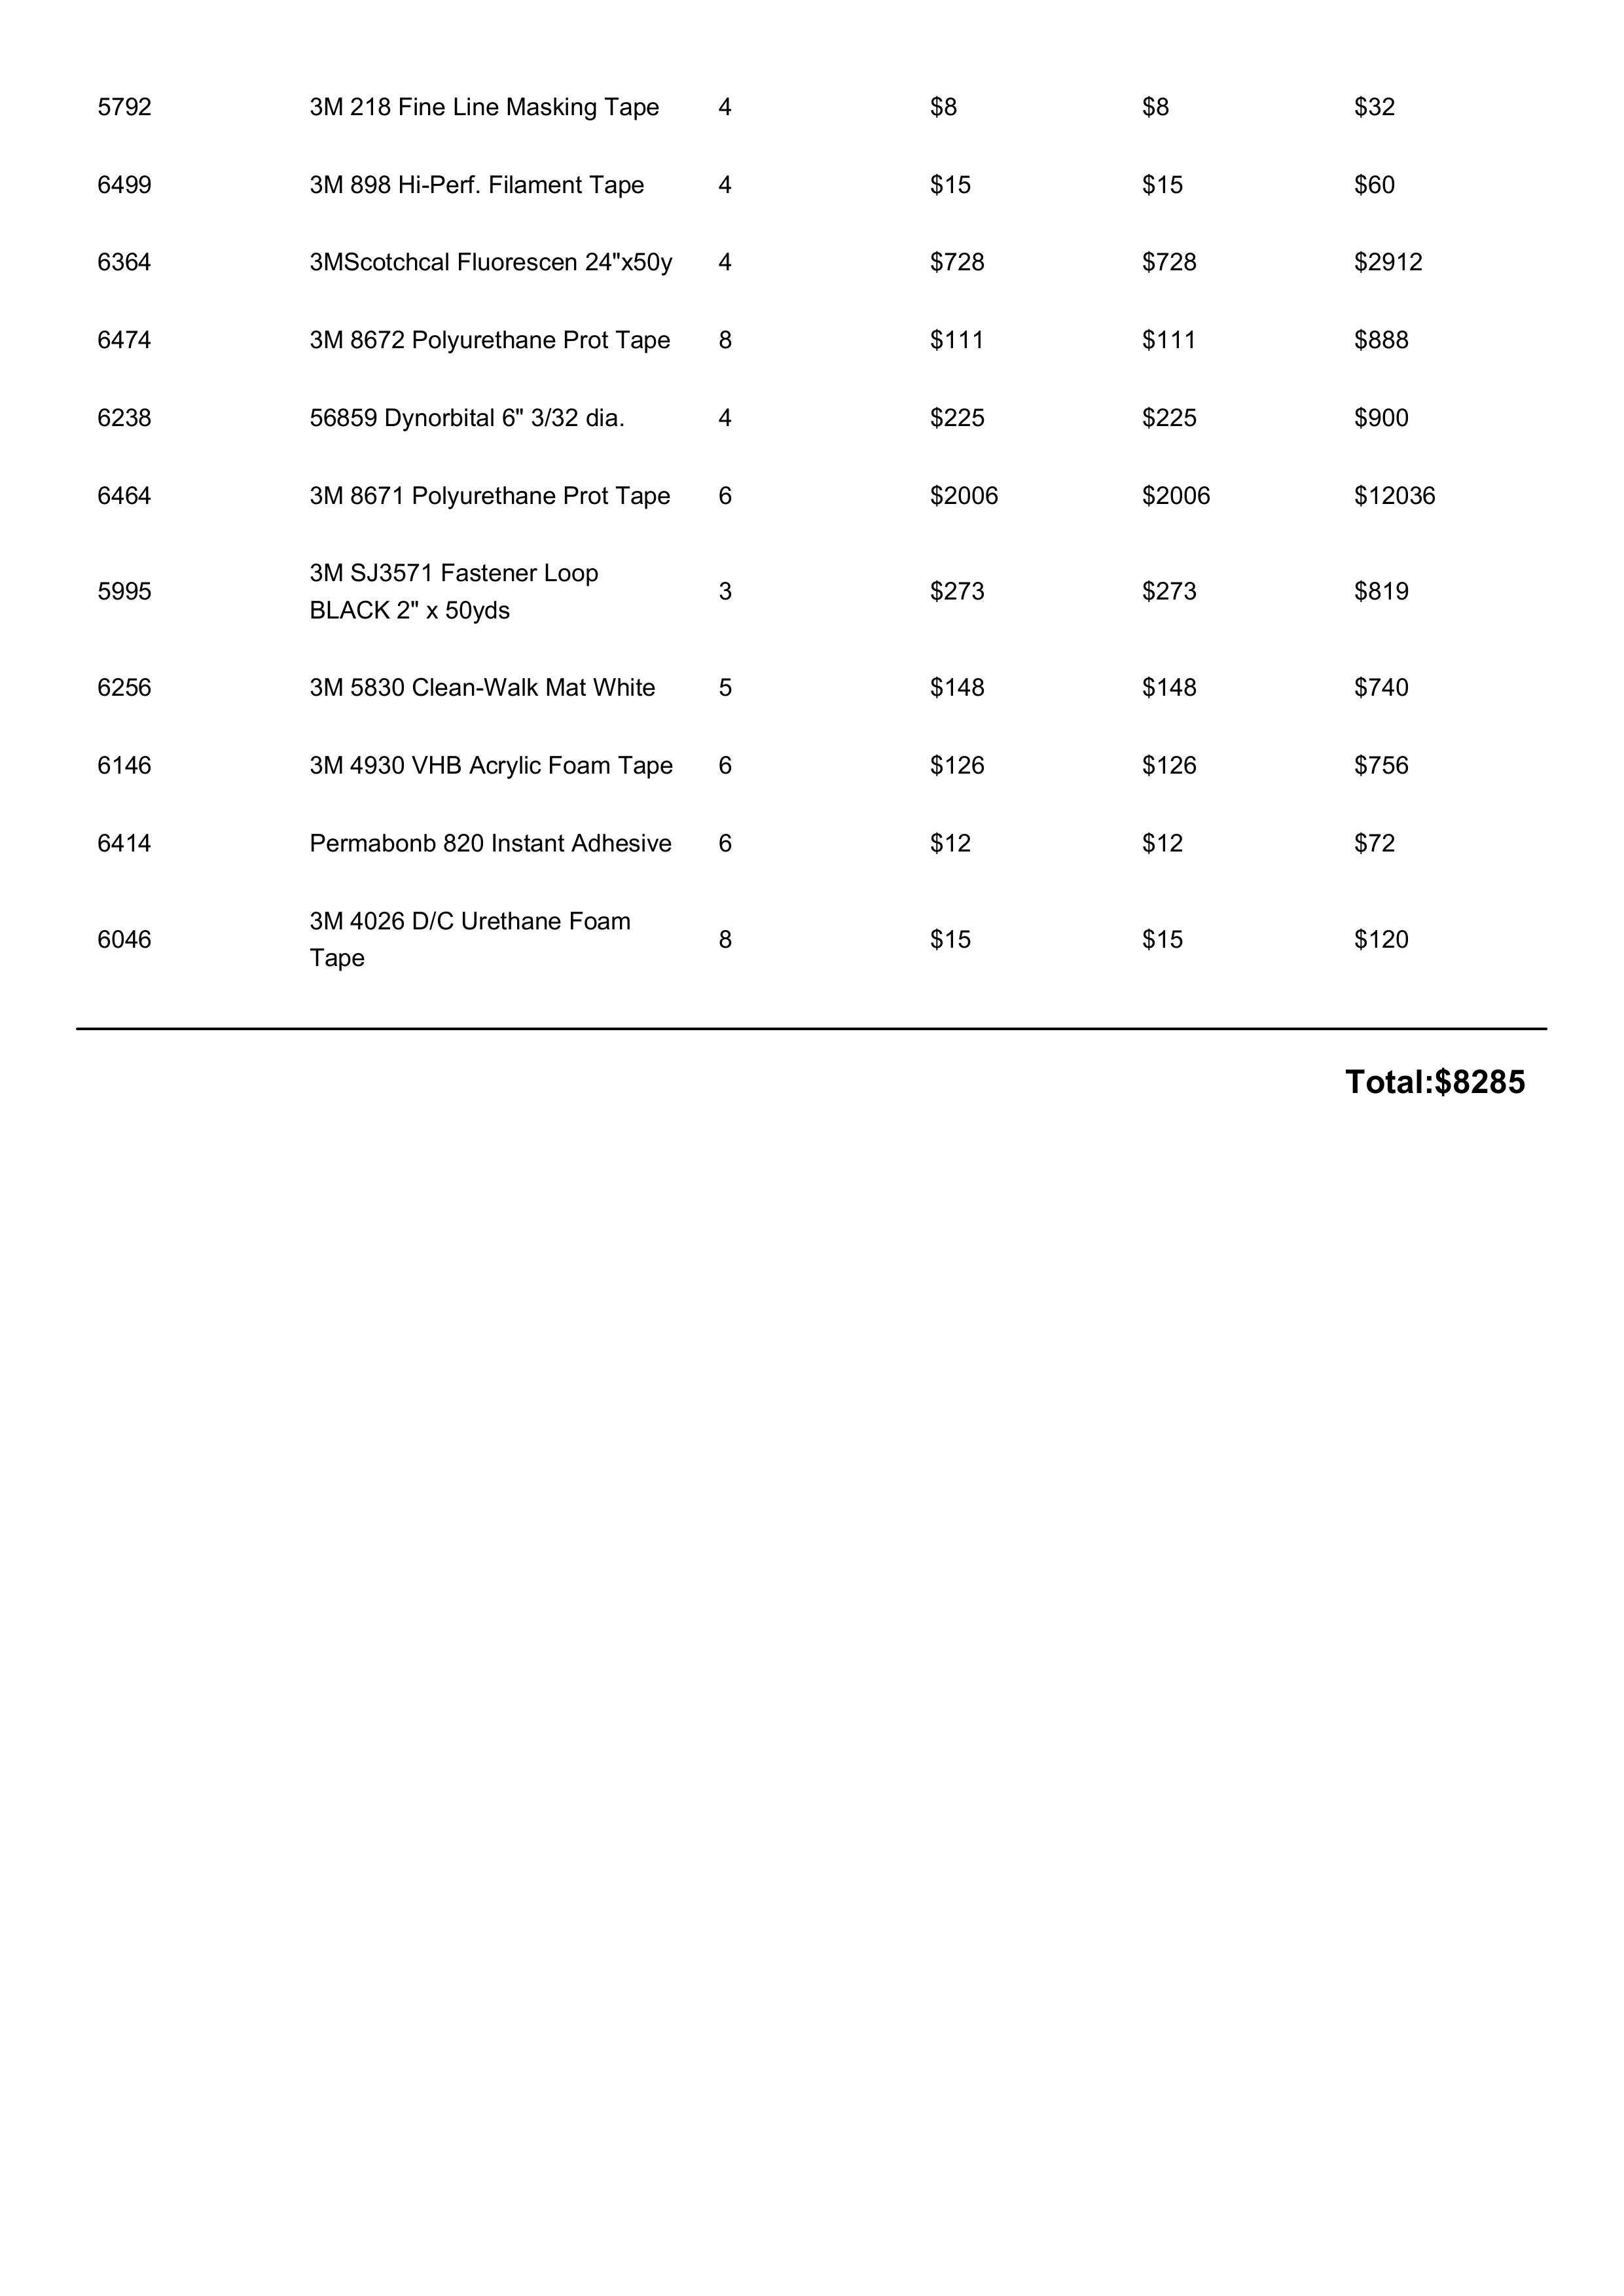 5792 3M 218 Fine Line Masking Tape 4 $8 $8 $32
6499 3M 898 Hi-Perf. Filament Tape 4 $15 $15 $60
6364 3MScotchcal Fluorescen 24"x50y 4 $728 $728 $2912
6474 3M 8672 Polyurethane Prot Tape 8 $111 $111 $888
6238 56859 Dynorbital 6" 3/32 dia. 4 $225 $225 $900
6464 3M 8671 Polyurethane Prot Tape 6 $2006 $2006 $12036
3M SJ3571 Fastener Loop
5995 3 $273 $273 $819
BLACK 2" x 50yds
6256 3M 5830 Clean-Walk Mat White 5 $148 $148 $740
6146 3M 4930 VHB Acrylic Foam Tape 6 $126 $126 $756
6414 Permabonb 820 Instant Adhesive 6 $12 $12 $72
3M 4026 D/C Urethane Foam
6046 8 $15 $15 $120
Tape
Total:$8285